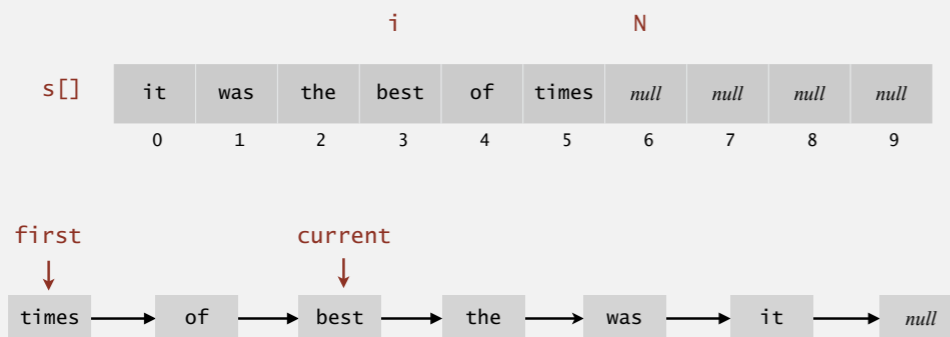 i N
s[] it was the best of times null null null null
0 1 2 3 4 5 6 7 8 9
first current
times of best the was it null